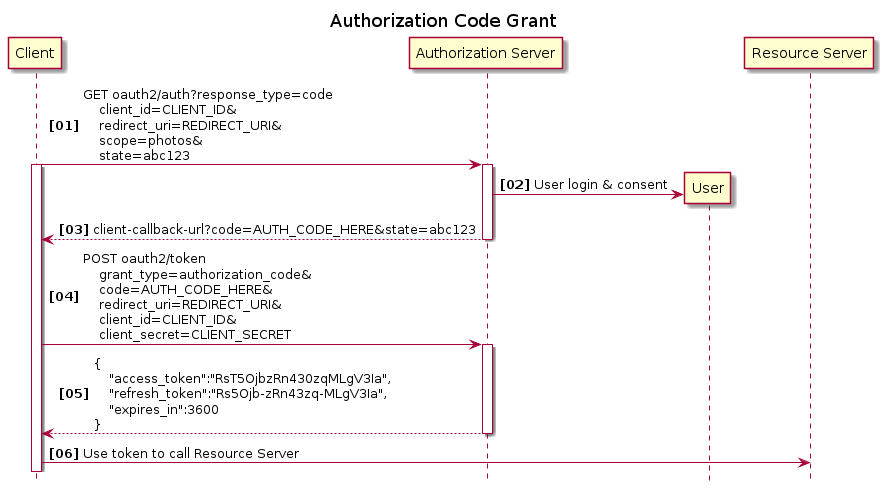 Authorization Code Grant
Client
Authorization Server
Resource Server
GET oauth2/auth?response_type=code
client_id=CLIENT_ID&
[01] redirect_uri=REDIRECT_URI&
scope=photos&
state=abc123
[02] User login & consent
User
[03] client-callback-url?code=AUTH_CODE_HERE&state=abc123
POST oauth2/token
grant_type=authorization_code&
code=AUTH_CODE_HERE&
[04] redirect_uri=REDIRECT_URI&
client_id=CLIENT_ID&
client_secret=CLIENT_SECRET
{
"access_token":"RsT5OjbzRn430zqMLgV3Ia",
[05] "refresh_token":"Rs5Ojb-zRn43zq-MLgV3Ia",
"expires_in":3600
}
[06] Use token to call Resource Server